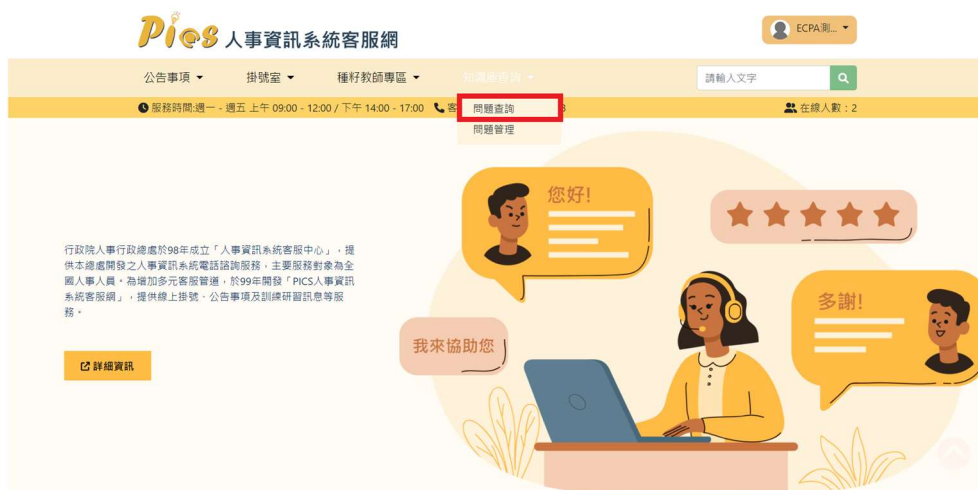 Pics 人事資訊系統客服網
ECPA測...
公告事項
掛號室
種籽教師專區
知識庫查詢
請輸入文字
服務時間:週一 - 週五 上午 09:00 - 12:00 / 下午 14:00 - 17:00
客
3
在線人數：2
問題查詢
問題管理
您好!
行政院人事行政總處於98年成立「人事資訊系統客服中心」，提
供本總處開發之人事資訊系統電話諮詢服務，主要服務對象為全
國人事人員。為增加多元客服管道，於99年開發「PICS人事資訊
系統客服網」，提供線上掛號、公告事項及訓練研習訊息等服
務。
多謝!
我來協助您
詳細資訊